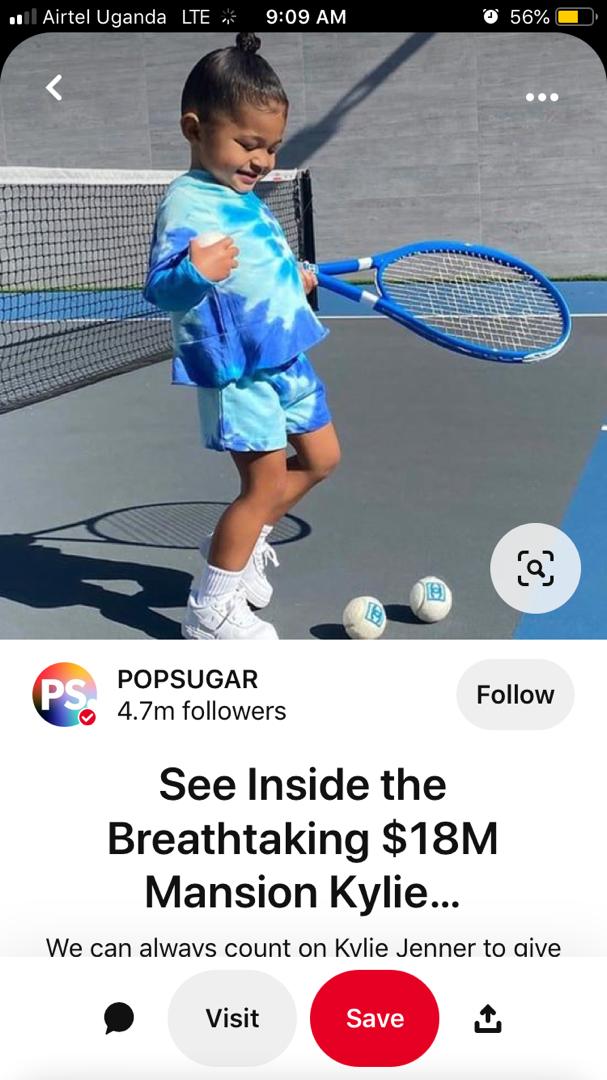 Airtel Uganda LTE 9:09 AM 56%
POPSUGAR
4.7m followers
PS
Follow
See Inside the
Breathtaking $18M
Mansion Kylie...
We can always count on Kylie Jenner to give
Visit
Save